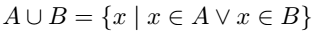 A ∪ B = {x | x ∈ A ∨ x ∈ B}